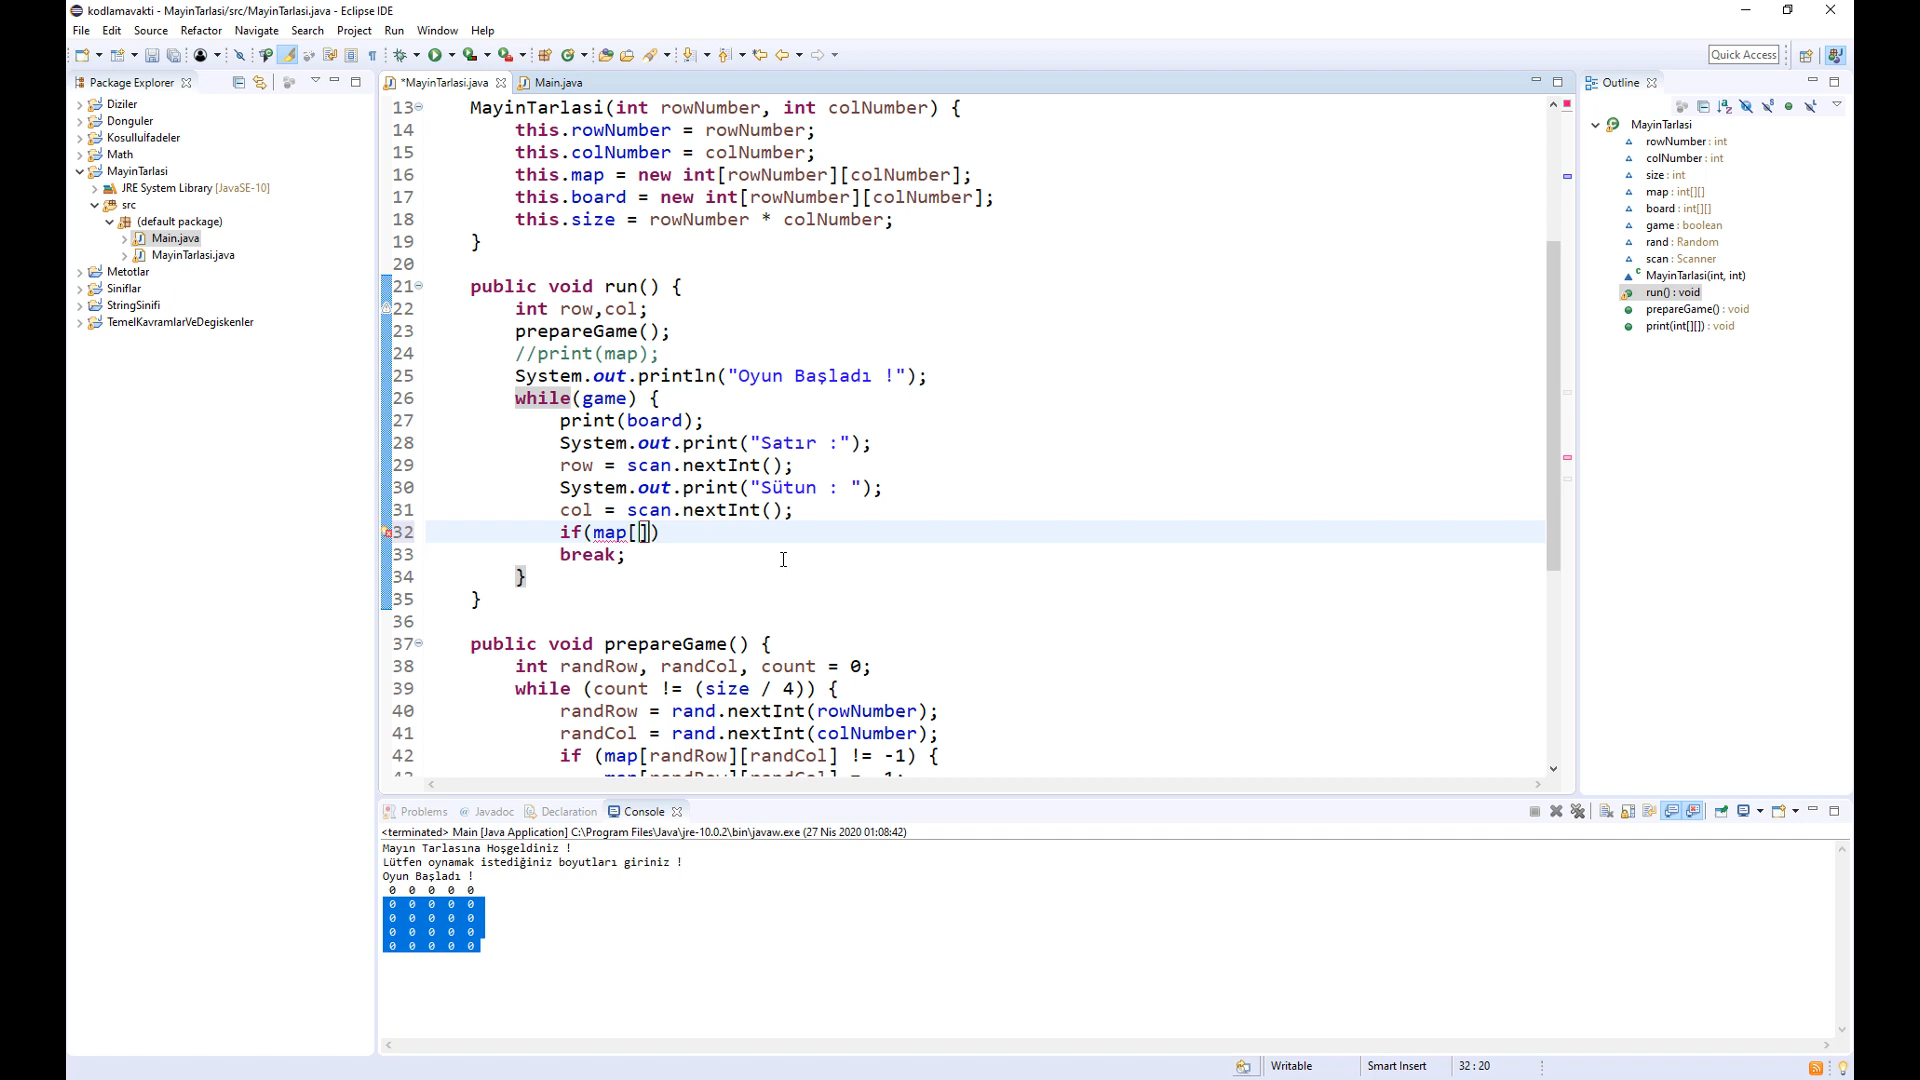 kodlamavakti - MayinTarlasi/src/MayinTarlasi.java - Eclipse IDE
File Edit Source Refactor Navigate Search Project Run Window Help
Quick Access
Package Explorer
*MayinTarlasi.java
Main.java
Outline
Diziler
Donguler
Kosullulfadeler
Math
MayinTarlasi
JRE System Library [JavaSE-10]
src
(default package)
Main.java
MayinTarlasi.java
Metotlar
Siniflar
StringSinifi
TemelKavramlarVeDegiskenler
13 MayinTarlasi(int rowNumber, int colNumber) {
14 this.rowNumber = rowNumber;
15 this.colNumber = colNumber;
16 this.map = new int[rowNumber][colNumber];
17 this.board = new int[rowNumber][colNumber];
18 this.size = rowNumber * colNumber;
19 }
20
21 public void run() {
22 int row,col;
23 prepareGame();
24 //print(map);
25 System.out.println("Oyun Başladı !");
26 while(game) {
27 print(board);
28 System.out.print("Satır :");
29 row = scan.nextInt();
30 System.out.print("Sütun : ");
31 col = scan.nextInt();
32 if(map[])
33 break;
34 }
35 }
36
37 public void prepareGame() {
38 int randRow, randCol, count = 0;
39 while (count != (size / 4)) {
40 randRow = rand.nextInt(rowNumber);
41 randCol = rand.nextInt(colNumber);
42 if (map[randRow][randCol] != -1) {
MayinTarlasi
rowNumber : int
colNumber : int
size : int
map : int[][]
board : int[][]
game : boolean
rand : Random
scan : Scanner
MayinTarlasi(int, int)
run() : void
prepareGame() : void
print(int[][]) : void
Problems
Javadoc
Declaration
Console
<terminated> Main [Java Application] C:\Program Files\Java\jre-10.0.2\bin\javaw.exe (27 Nis 2020 01:08:42)
Mayın Tarlasına Hoşgeldiniz !
Lütfen oynamak istediğiniz boyutları giriniz !
Oyun Başladı !
0 0 0 0 0
0 0 0 0 0
0 0 0 0 0
0 0 0 0 0
0 0 0 0 0
Writable
Smart Insert
32 : 20